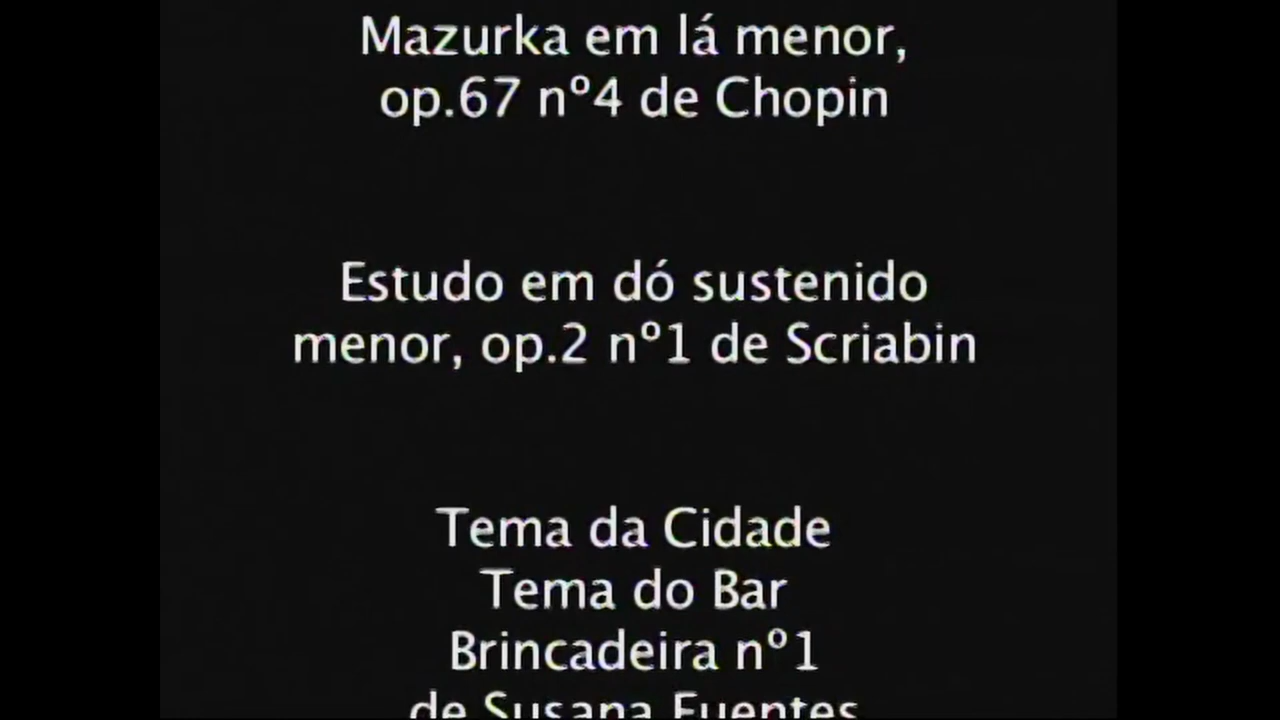 Mazurka em lá menor,
op.67 nº4 de Chopin
Estudo em dó sustenido
menor, op.2 nº1 de Scriabin
Tema da Cidade
Tema do Bar
Brincadeira nº1
de Susana Fuentes